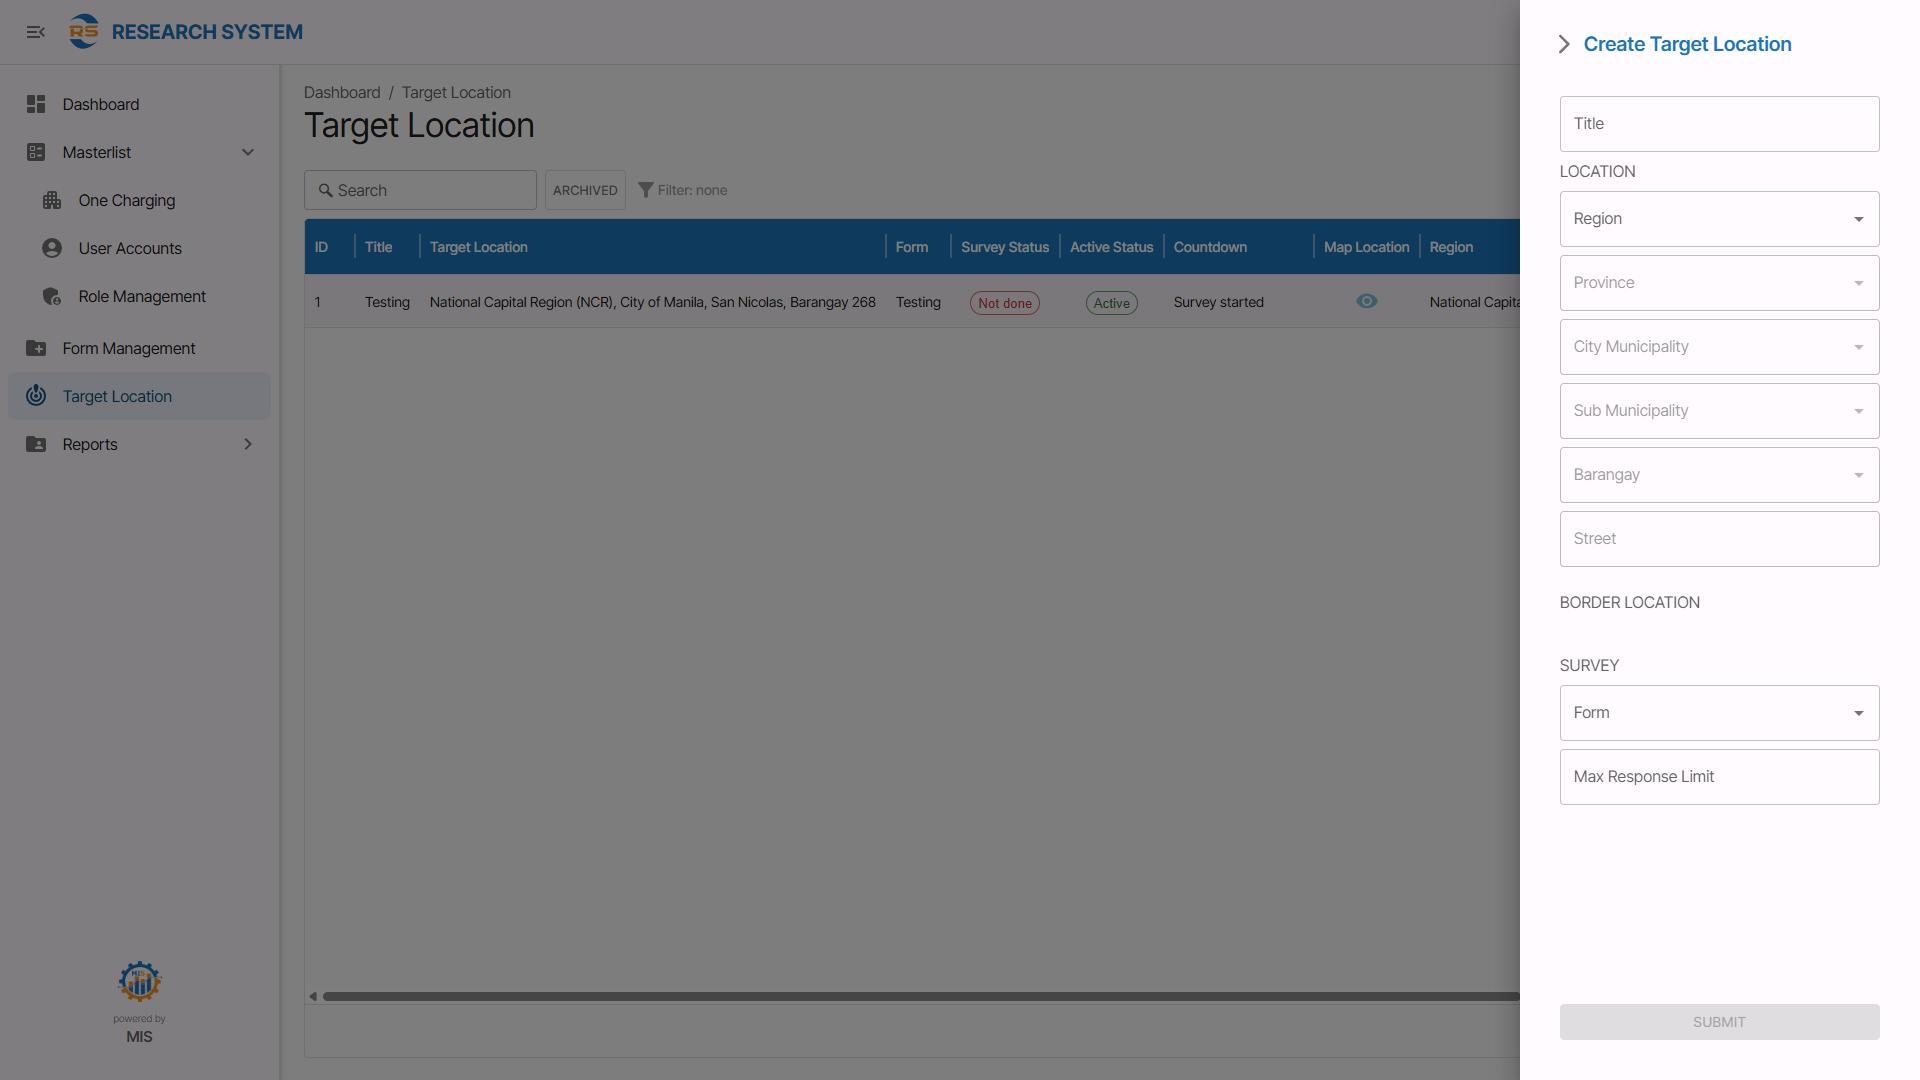 RS RESEARCH SYSTEM
Dashboard
Masterlist
One Charging
User Accounts
Role Management
Form Management
Target Location
Reports
MIS
powered by
MIS
Dashboard / Target Location
Target Location
Search
ARCHIVED
Filter: none
ID Title Target Location Form Survey Status Active Status Countdown Map Location Region
1 Testing National Capital Region (NCR), City of Manila, San Nicolas, Barangay 268 Testing Not done Active Survey started National Capita
Create Target Location
Title
LOCATION
Region
Province
City Municipality
Sub Municipality
Barangay
Street
BORDER LOCATION
SURVEY
Form
Max Response Limit
SUBMIT